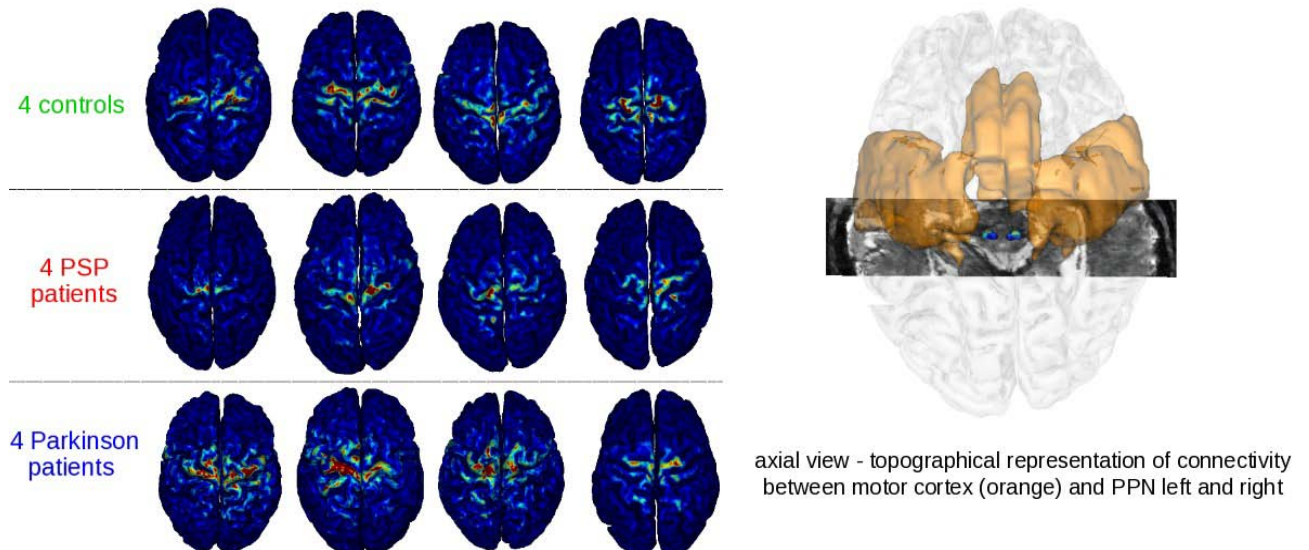 4 controls
4 PSP
patients
4 Parkinson
patients
axial view - topographical representation of connectivity
between motor cortex (orange) and PPN left and right